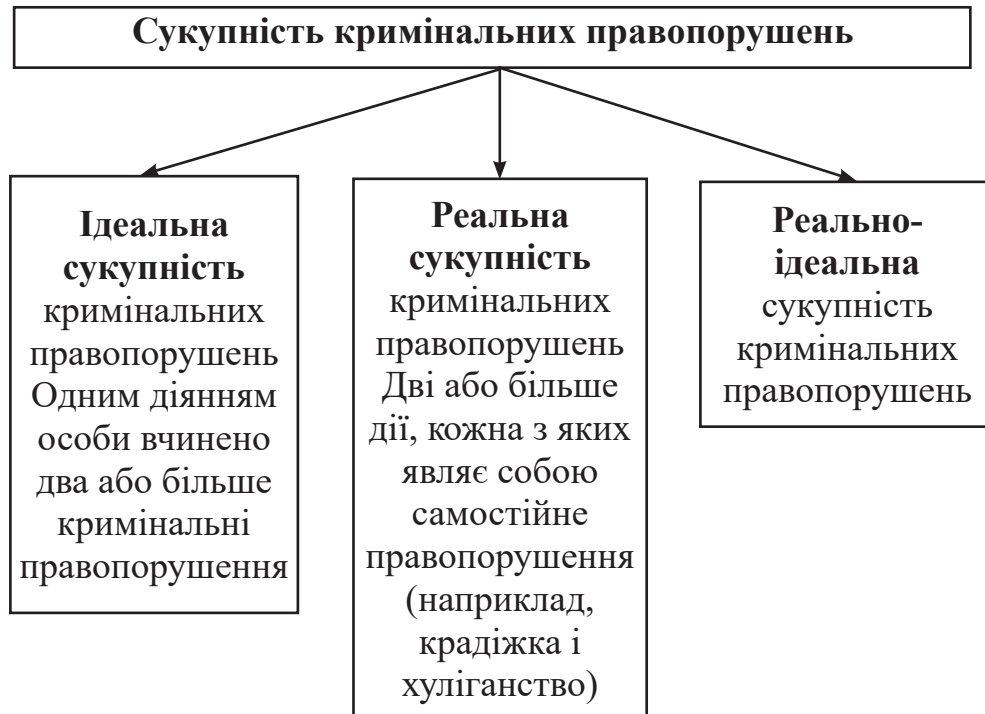 Сукупність кримінальних правопорушень
Ідеальна
сукупність
кримінальних
правопорушень
Одним діянням
особи вчинено
два або більше
кримінальні
правопорушення
Реальна
сукупність
кримінальних
правопорушень
Дві або більше
дії, кожна з яких
являє собою
самостійне
правопорушення
(наприклад,
крадіжка і
хуліганство)
Реально-
ідеальна
сукупність
кримінальних
правопорушень